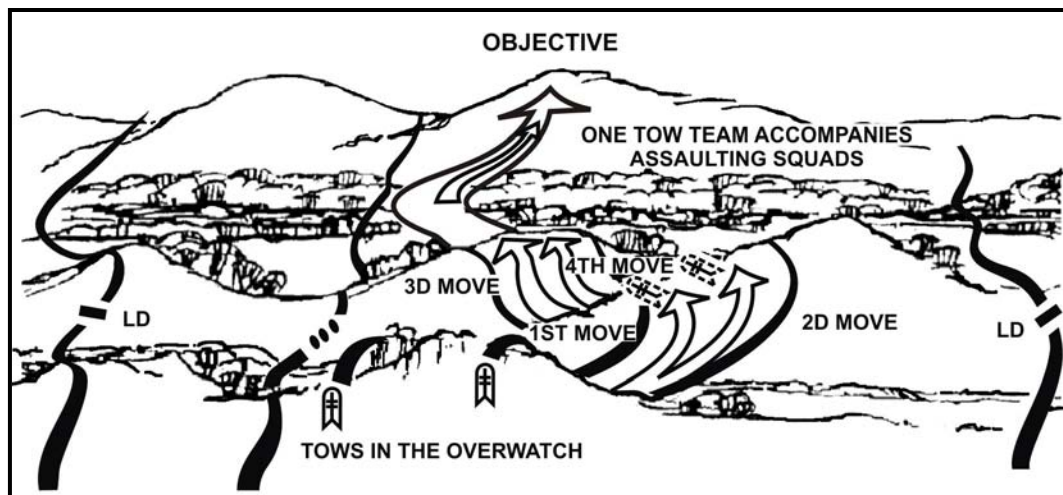 OBJECTIVE
ONE TOW TEAM ACCOMPANIES
ASSAULTING SQUADS
4TH MOVE
3D MOVE
1ST MOVE
2D MOVE
LD
LD
TOWS IN THE OVERWATCH